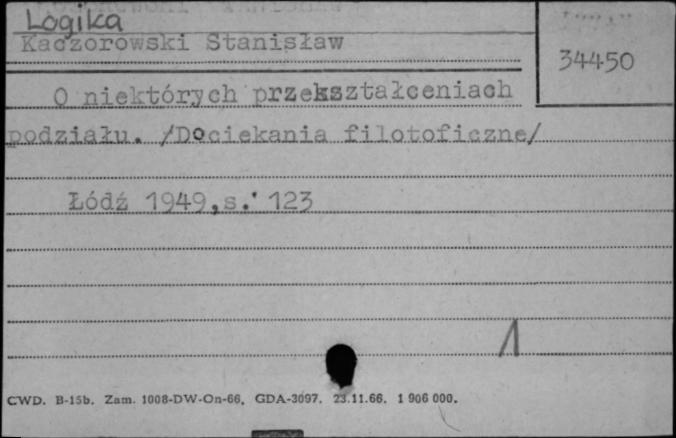 Logika
Kaczorowski Stanisław
34450
O niektórych przekształceniach
podziału. /Dociekania filotoficzne/
Łódź 1949,s. 123
1
CWD. B-15b. Zam. 1008-DW-On-66. GDA-3097. 23.11.66. 1 906 000.